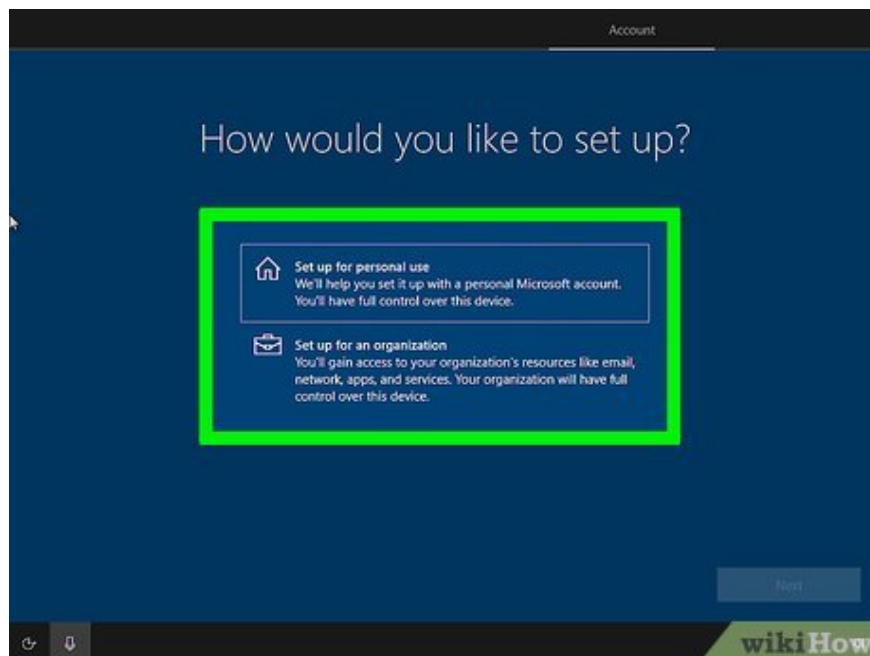 Account
How would you like to set up?
Set up for personal use
We'll help you set it up with a personal Microsoft account.
You'll have full control over this device.
Set up for an organization
You'll gain access to your organization's resources like email,
network, apps, and services. Your organization will have full
control over this device.
Next
wikiHow